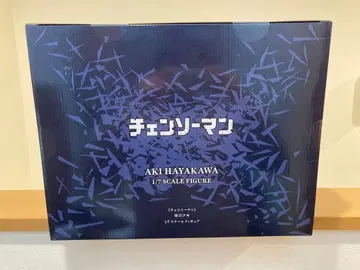 チェンソーマン
AKI HAYAKAWA
1/7 SCALE FIGURE
『チェンソーマン』
早川アキ
1/7スケールフィギュア